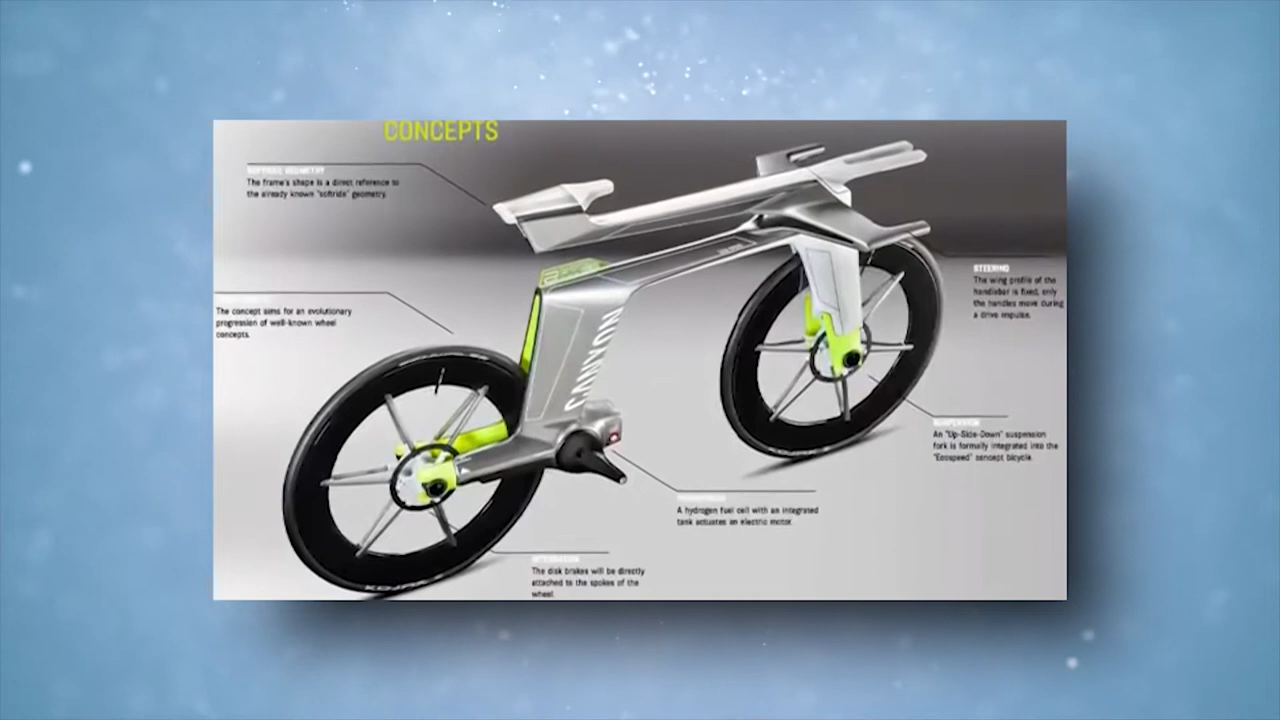 CONCEPTS
SOFTRIDE GEOMETRY
The frame's shape is a direct reference to
the already known "softride" geometry.
The concept aims for an evolutionary
progression of well-known wheel
concepts.
CANYON
STEERING
The wing profile of the
handlebar is fixed, only
the handles move during
a drive impulse.
SUSPENSION
An "Up-Side-Down" suspension
fork is formally integrated into the
"Ecospeed" concept bicycle.
A hydrogen fuel cell with an integrated
tank actuates an electric motor.
The disk brakes will be directly
attached to the spokes of the
wheel.